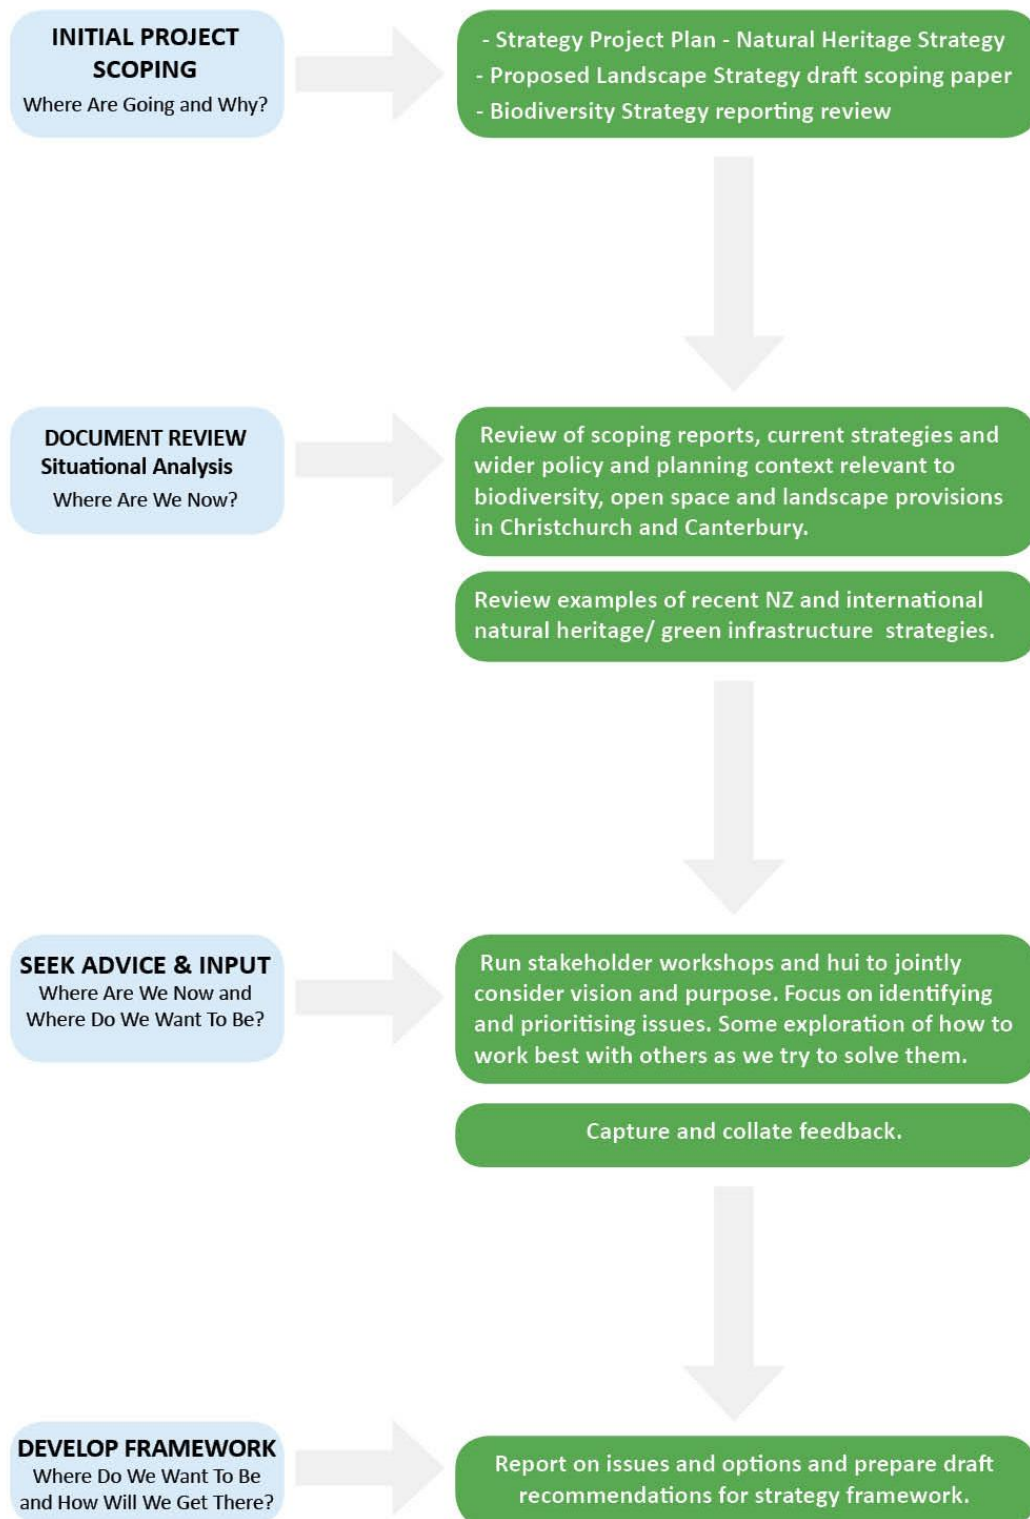 INITIAL PROJECT
SCOPING
Where Are Going and Why?
- Strategy Project Plan - Natural Heritage Strategy
- Proposed Landscape Strategy draft scoping paper
- Biodiversity Strategy reporting review
DOCUMENT REVIEW
Situational Analysis
Where Are We Now?
Review of scoping reports, current strategies and
wider policy and planning context relevant to
biodiversity, open space and landscape provisions
in Christchurch and Canterbury.
Review examples of recent NZ and international
natural heritage/ green infrastructure strategies.
SEEK ADVICE & INPUT
Where Are We Now and
Where Do We Want To Be?
Run stakeholder workshops and hui to jointly
consider vision and purpose. Focus on identifying
and prioritising issues. Some exploration of how to
work best with others as we try to solve them.
Capture and collate feedback.
DEVELOP FRAMEWORK
Where Do We Want To Be
and How Will We Get There?
Report on issues and options and prepare draft
recommendations for strategy framework.